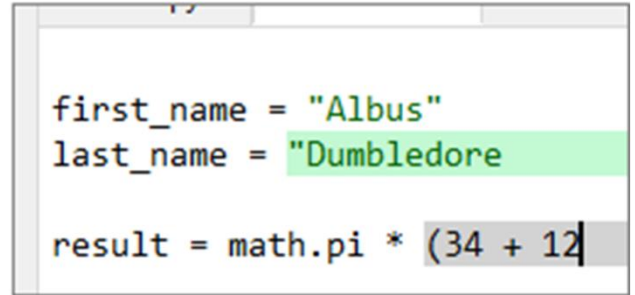 first_name = "Albus"
last_name = "Dumbledore
result = math.pi * (34 + 12